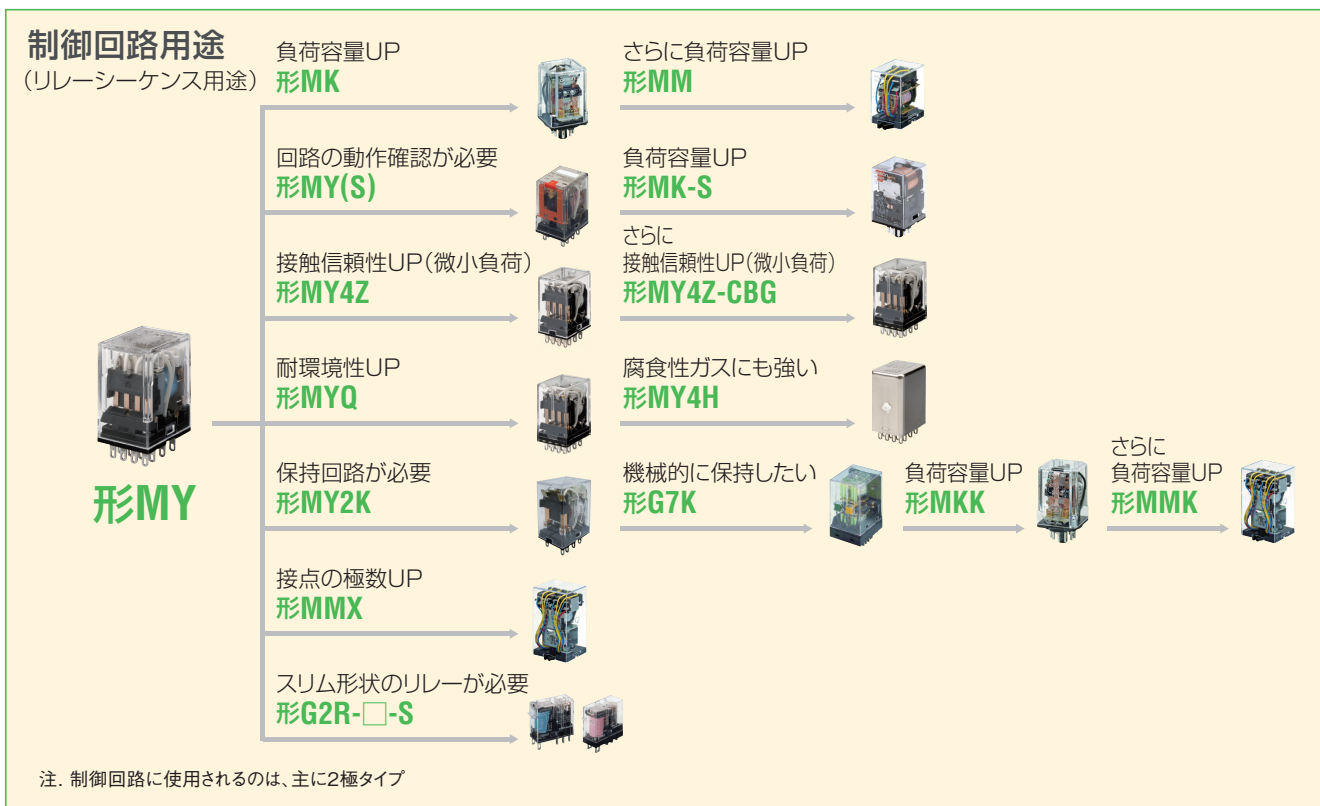 制御回路用途
(リレーシーケンス用途)
負荷容量UP
形MK
さらに負荷容量UP
形MM
回路の動作確認が必要
形MY(S)
負荷容量UP
形MK-S
接触信頼性UP(微小負荷)
形MY4Z
さらに
接触信頼性UP(微小負荷)
形MY4Z-CBG
形MY
耐環境性UP
形MYQ
腐食性ガスにも強い
形MY4H
保持回路が必要
形MY2K
機械的に保持したい
形G7K
負荷容量UP
形MKK
さらに
負荷容量UP
形MMK
接点の極数UP
形MMX
スリム形状のリレーが必要
形G2R-□-S
注. 制御回路に使用されるのは、主に2極タイプ